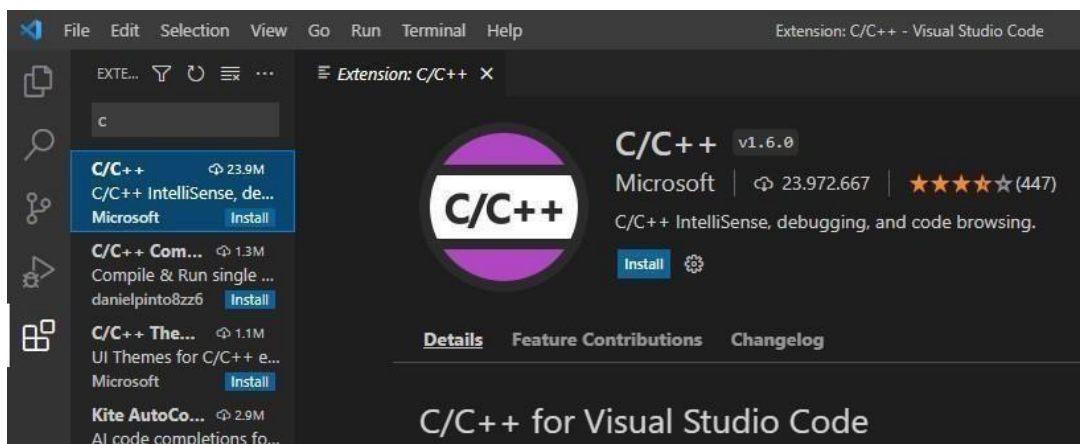 File Edit Selection View Go Run Terminal Help Extension: C/C++ - Visual Studio Code
EXTE... ...
Extension: C/C++
c
C/C++ 23.9M
C/C++ IntelliSense, de...
Microsoft Install
C/C++ Com... 1.3M
Compile & Run single ...
danielpinto8zz6 Install
C/C++ The... 1.1M
UI Themes for C/C++ e...
Microsoft Install
Kite AutoCo... 2.9M
AI code completions fo...
C/C++
C/C++ v1.6.0
Microsoft 23.972.667 (447)
C/C++ IntelliSense, debugging, and code browsing.
Install
Details Feature Contributions Changelog
C/C++ for Visual Studio Code